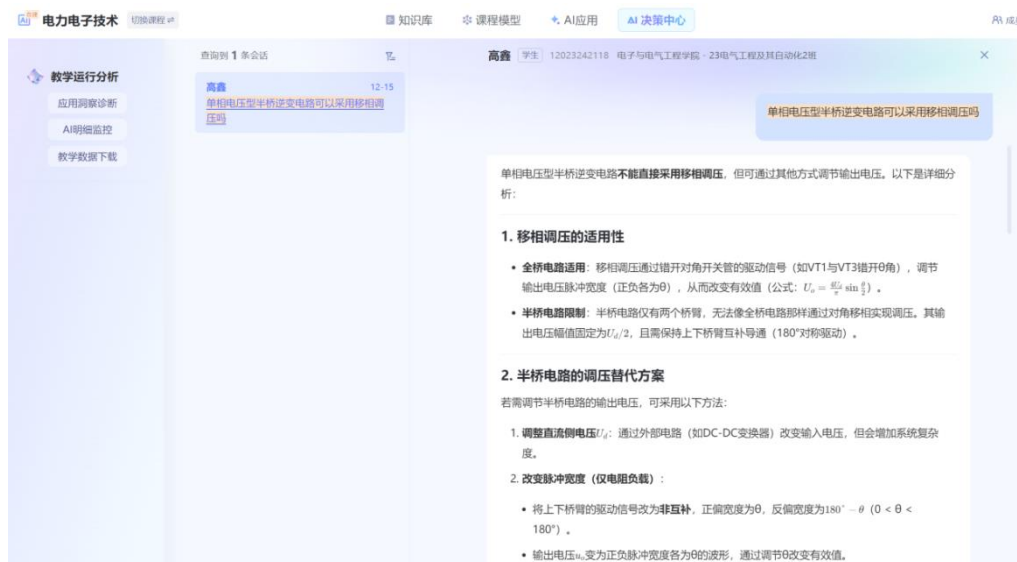 电力电子技术 切换课程 知识库 课程模型 AI应用 AI 决策中心
教学运行分析
应用洞察诊断
AI明细监控
教学数据下载
查询到 1 条会话
高鑫 12-15
单相电压型半桥逆变电路可以采用移相调
压吗
高鑫 学生 12023242118 电子与电气工程学院 - 23电气工程及其自动化2班
单相电压型半桥逆变电路可以采用移相调压吗
单相电压型半桥逆变电路不能直接采用移相调压，但可通过其他方式调节输出电压。以下是详细分
析：
1. 移相调压的适用性
• 全桥电路适用：移相调压通过错开对角开关管的驱动信号（如VT1与VT3错开θ角），调节
输出电压脉冲宽度（正负各为θ），从而改变有效值（公式：U_o = 4U_d/π sin θ/2）。
• 半桥电路限制：半桥电路仅有两个桥臂，无法像全桥电路那样通过对角移相实现调压。其输
出电压幅值固定为U_d/2，且需保持上下桥臂互补导通（180°对称驱动）。
2. 半桥电路的调压替代方案
若需调节半桥电路的输出电压，可采用以下方法：
1. 调整直流侧电压U_d：通过外部电路（如DC-DC变换器）改变输入电压，但会增加系统复杂
度。
2. 改变脉冲宽度（仅电阻负载）：
• 将上下桥臂的驱动信号改为非互补，正偏宽度为θ，反偏宽度为180° − θ（0 < θ <
180°）。
• 输出电压u_o变为正负脉冲宽度各为θ的波形，通过调节θ改变有效值。